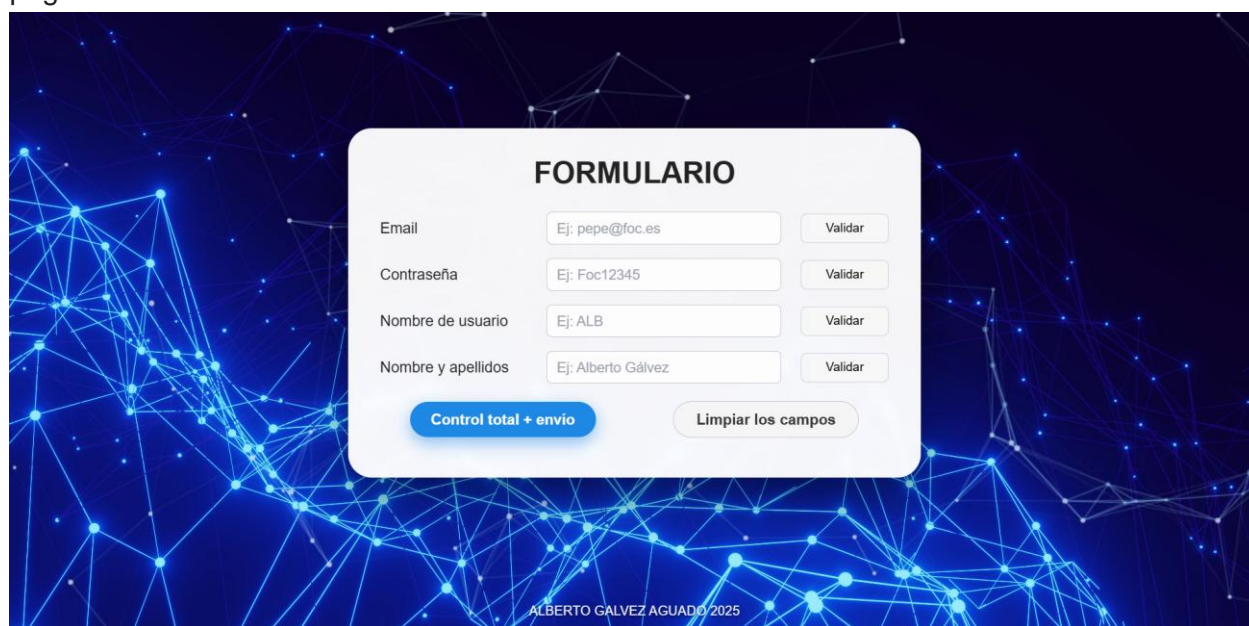 FORMULARIO
Email Ej: pepe@foc.es Validar
Contraseña Ej: Foc12345 Validar
Nombre de usuario Ej: ALB Validar
Nombre y apellidos Ej: Alberto Gálvez Validar
Control total + envío Limpiar los campos
ALBERTO GALVEZ AGUADO 2025